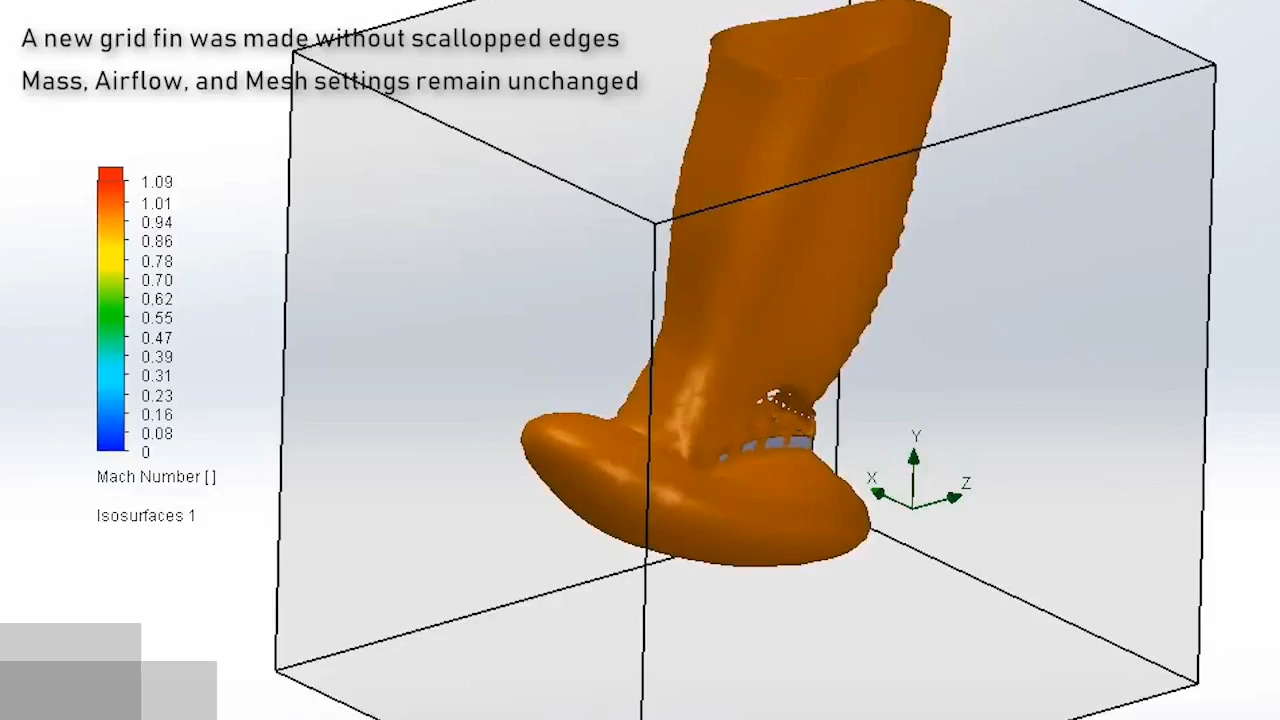 A new grid fin was made without scallopped edges
Mass, Airflow, and Mesh settings remain unchanged
1.09
1.01
0.94
0.86
0.78
0.70
0.62
0.55
0.47
0.39
0.31
0.23
0.16
0.08
0
Mach Number []
Isosurfaces 1
Y
X
Z